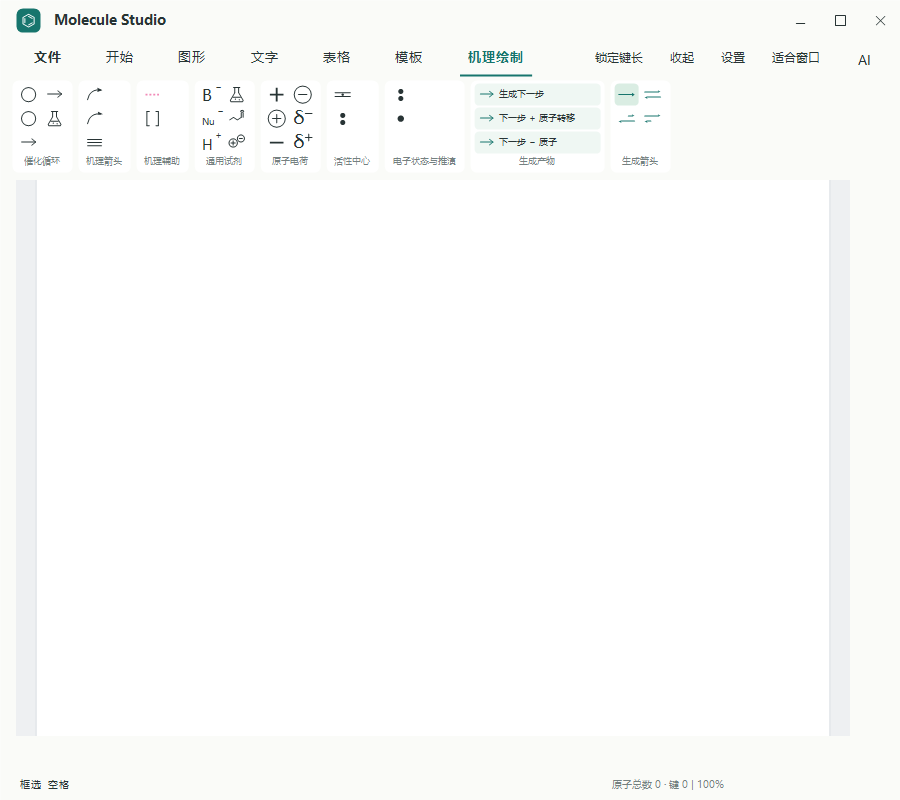 Molecule Studio
文件 开始 图形 文字 表格 模板 机理绘制 锁定键长 收起 设置 适合窗口 AI
B⁻ 生成下一步
[ ] Nu⁻ δ⁻ 下一步 + 质子转移
H⁺ δ⁺ 下一步 − 质子
催化循环 机理箭头 机理辅助 通用试剂 原子电荷 活性中心 电子状态与推演 生成产物 生成箭头
框选 空格 原子总数 0 · 键 0 | 100%